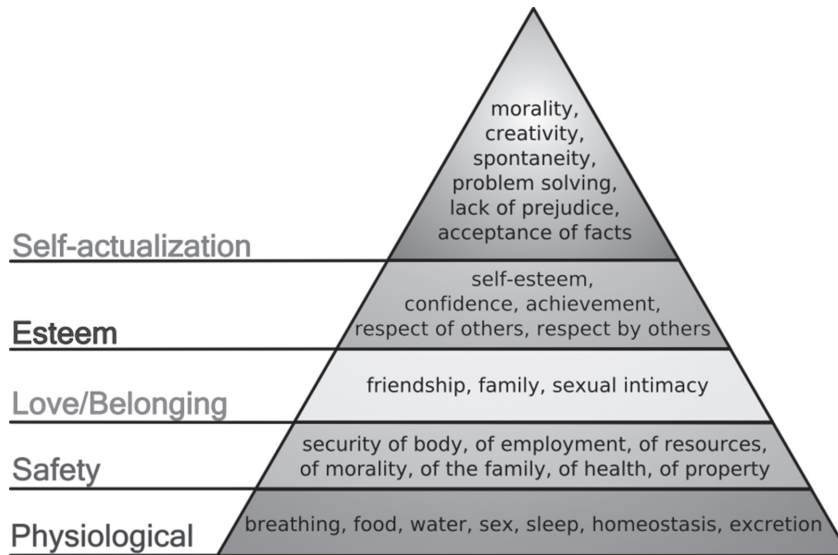 morality,
creativity,
spontaneity,
problem solving,
lack of prejudice,
acceptance of facts
Self-actualization
self-esteem,
confidence, achievement,
respect of others, respect by others
Esteem
friendship, family, sexual intimacy
Love/Belonging
security of body, of employment, of resources,
of morality, of the family, of health, of property
Safety
breathing, food, water, sex, sleep, homeostasis, excretion
Physiological